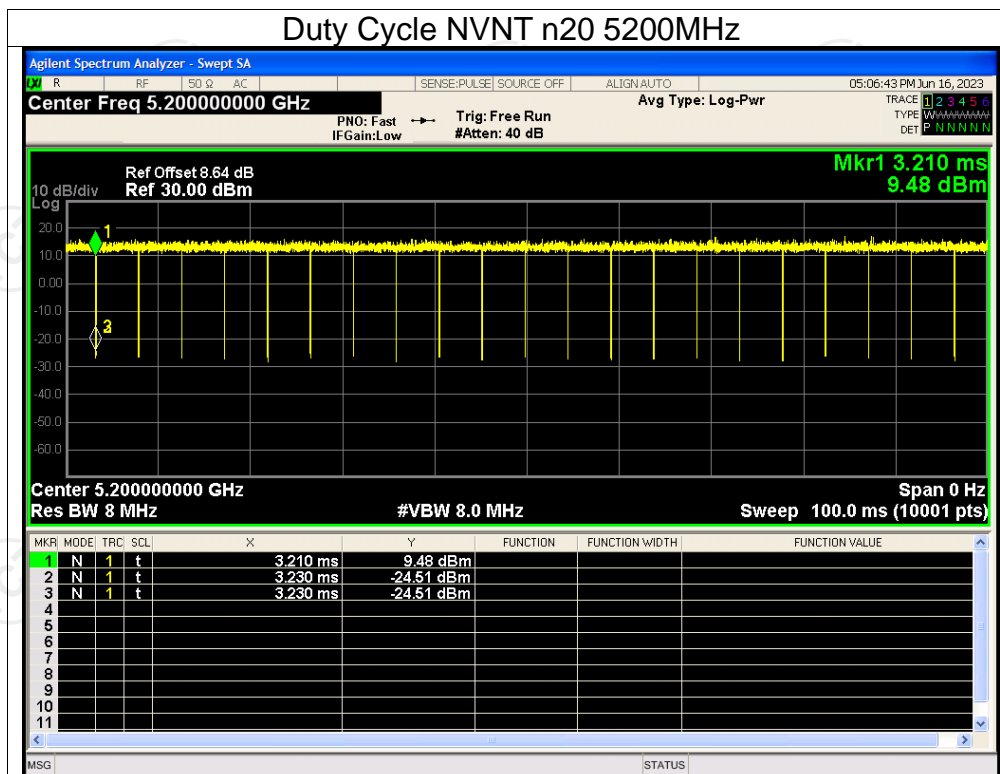 Duty Cycle NVNT n20 5200MHz
Agilent Spectrum Analyzer - Swept SA
LXI R RF 50 Ω AC SENSE:PULSE SOURCE OFF ALIGN AUTO 05:06:43 PM Jun 16, 2023
Center Freq 5.200000000 GHz Avg Type: Log-Pwr TRACE 1 2 3 4 5 6
PNO: Fast Trig: Free Run TYPE WWWWWW
IFGain:Low #Atten: 40 dB DET P N N N N N
Mkr1 3.210 ms
Ref Offset 8.64 dB
10 dB/div Ref 30.00 dBm 9.48 dBm
Log
20.0
1
10.0
0.00
-10.0
3
-20.0
-30.0
-40.0
-50.0
-60.0
Center 5.200000000 GHz Span 0 Hz
Res BW 8 MHz #VBW 8.0 MHz Sweep 100.0 ms (10001 pts)
MKR MODE TRC SCL X Y FUNCTION FUNCTION WIDTH FUNCTION VALUE
1 N 1 t 3.210 ms 9.48 dBm
2 N 1 t 3.230 ms -24.51 dBm
3 N 1 t 3.230 ms -24.51 dBm
4
5
6
7
8
9
10
11
MSG STATUS